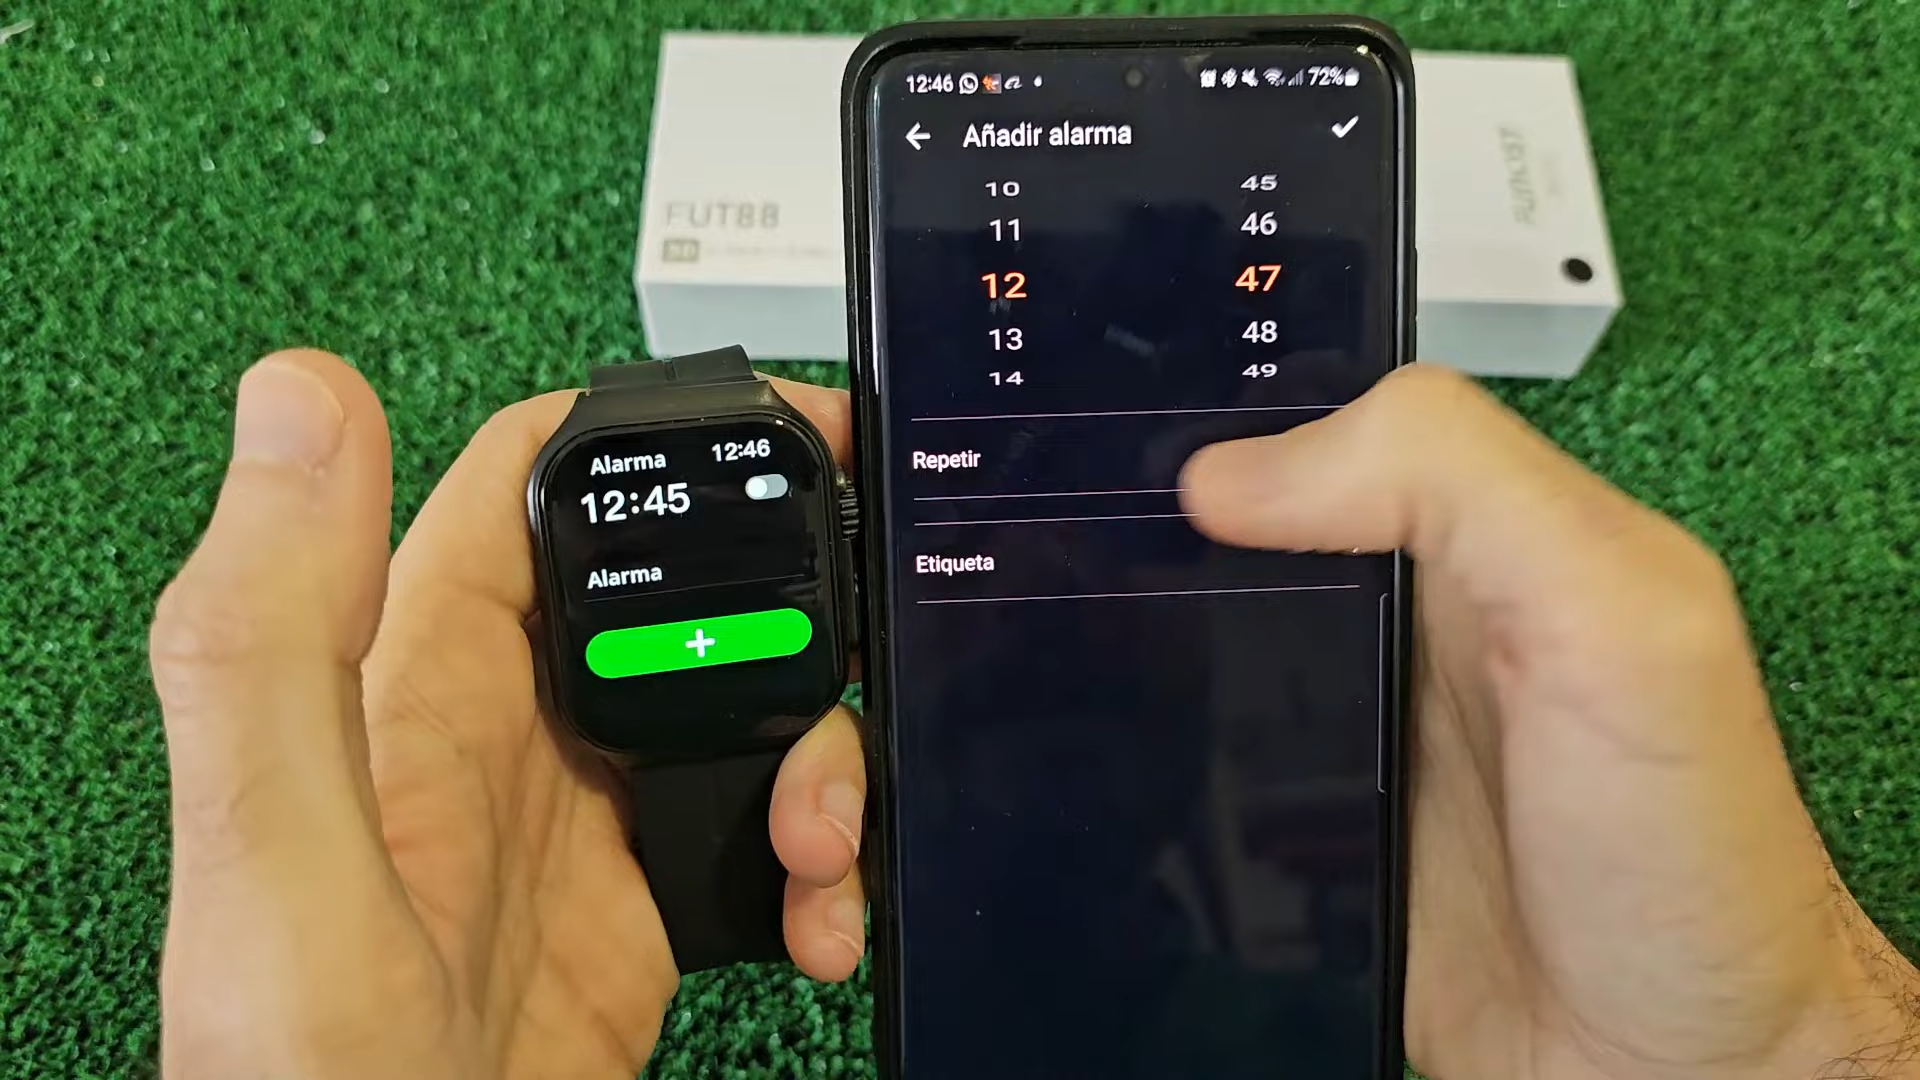 FUT88
12:46
72%
Añadir alarma
10 45
11 46
12 47
13 48
14 49
Repetir
Etiqueta
Alarma 12:46
12:45
Alarma
+